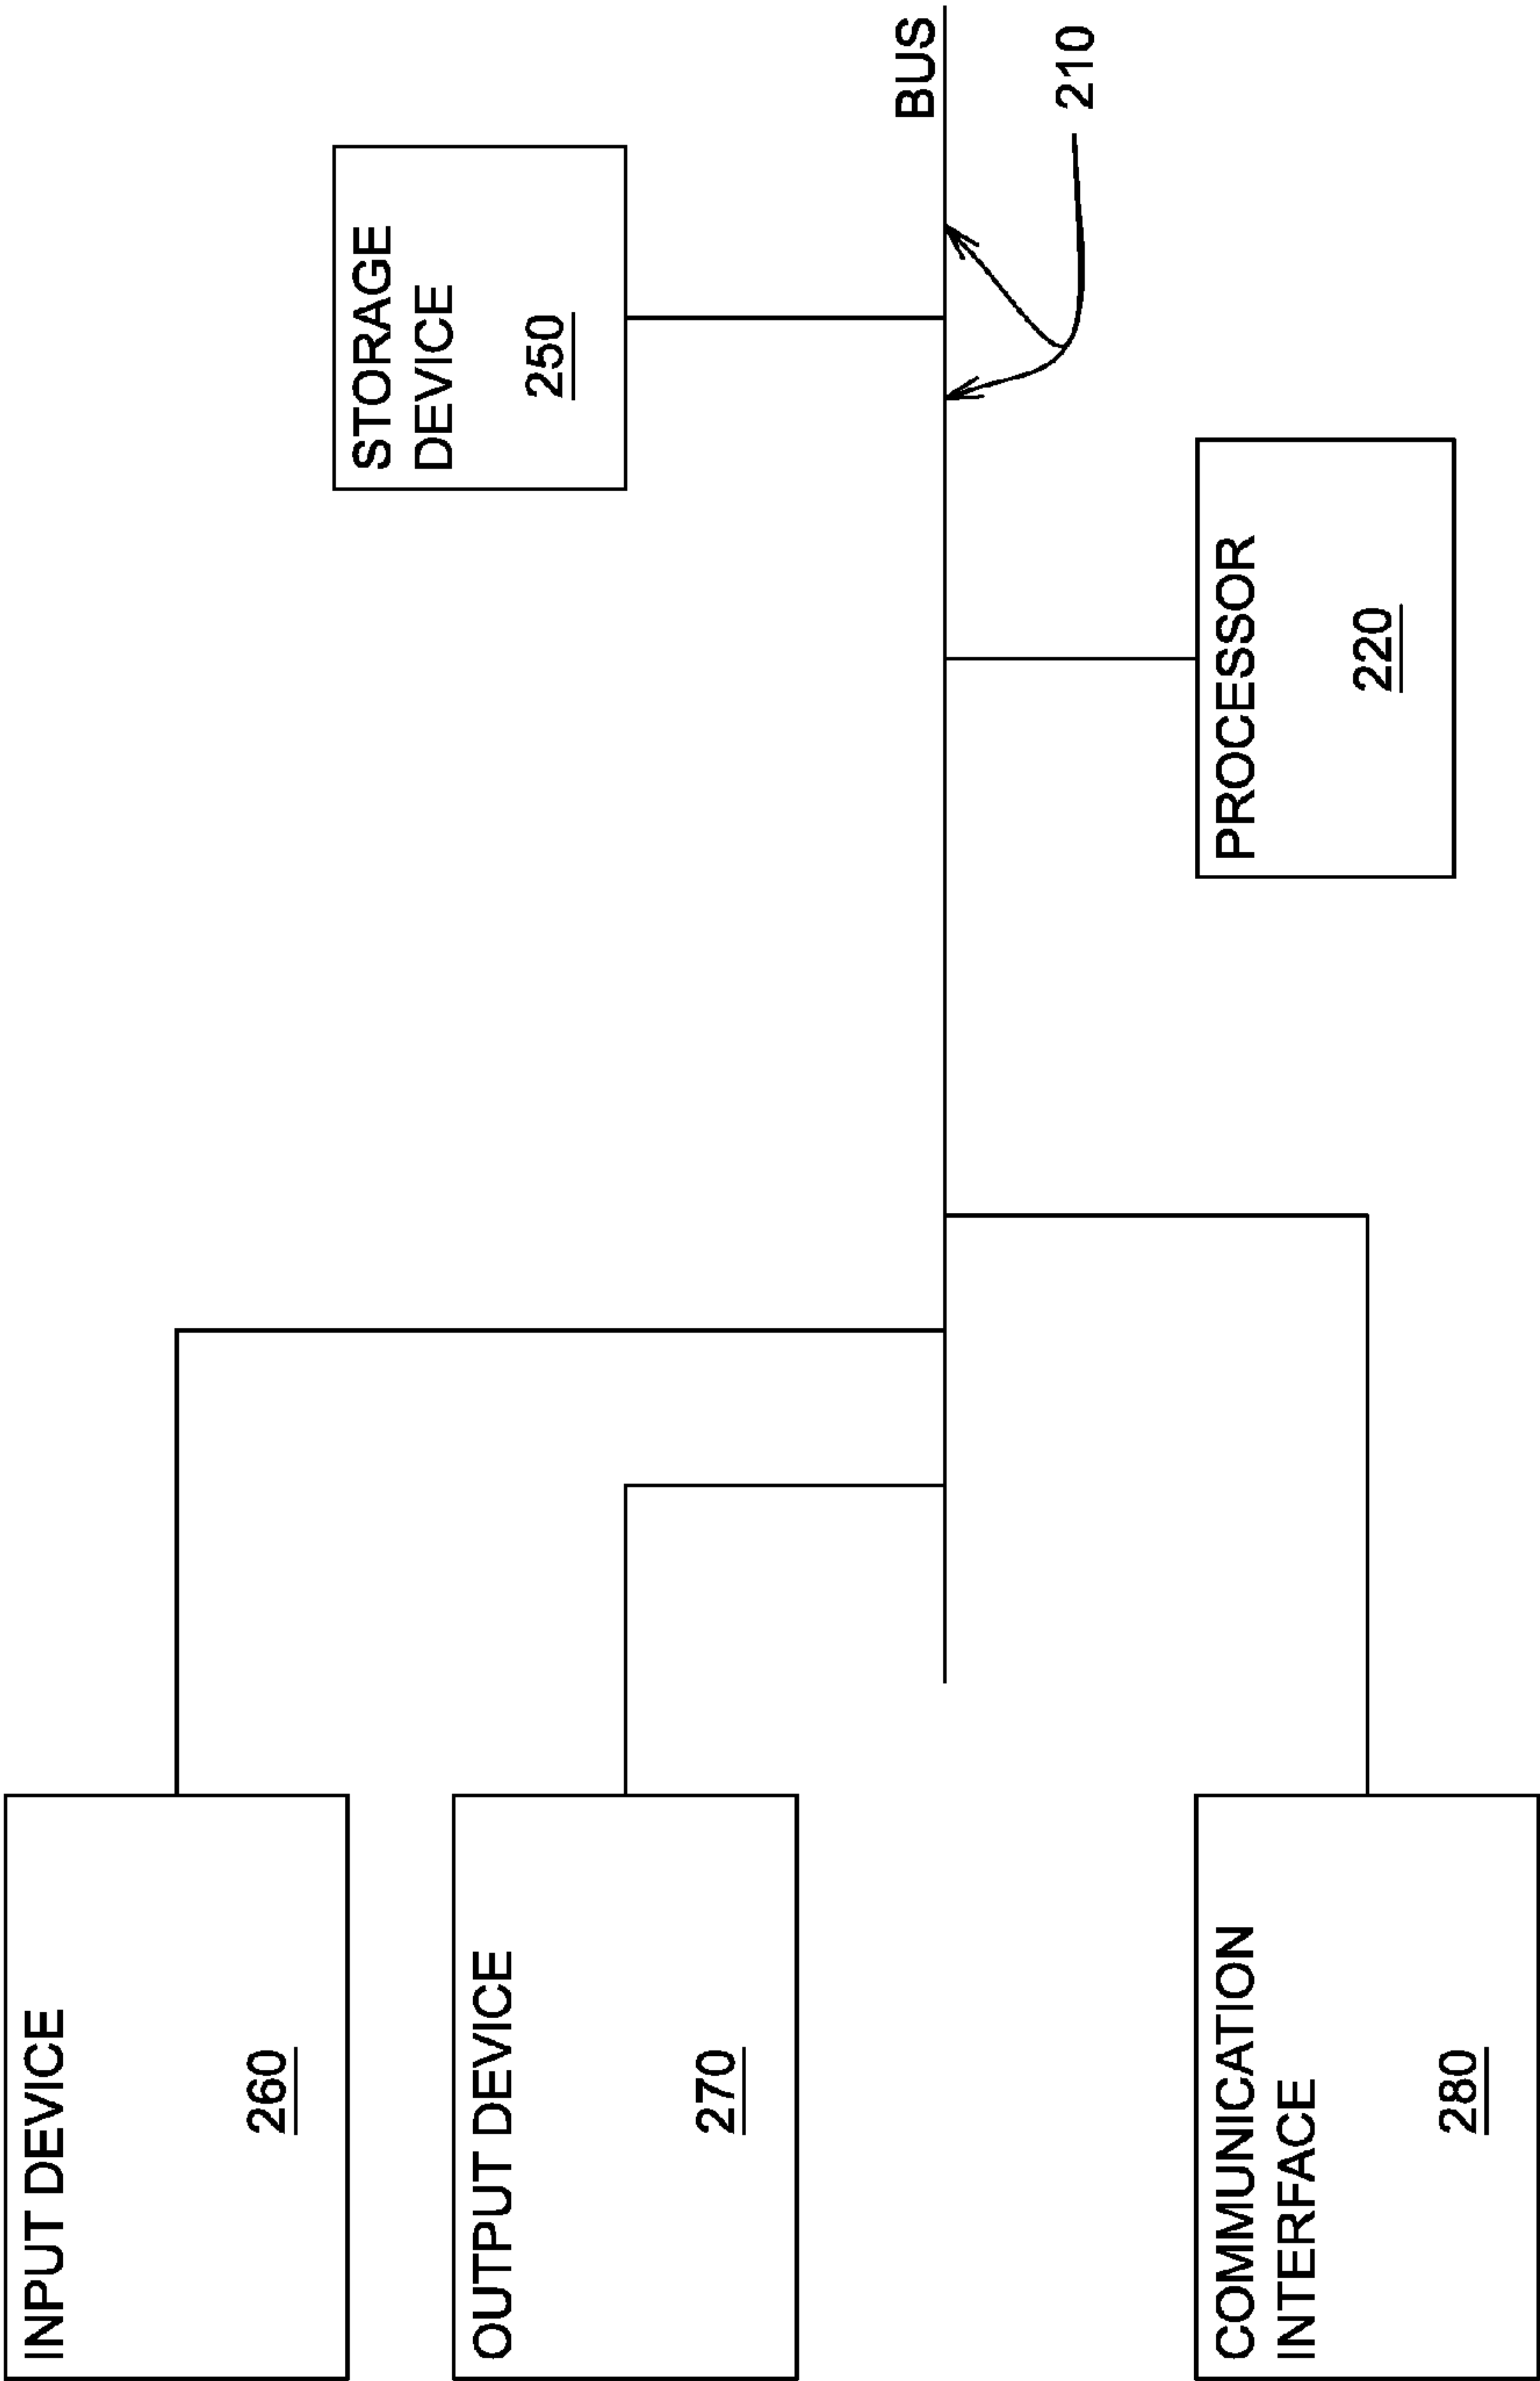 INPUT DEVICE
260
OUTPUT DEVICE
270
COMMUNICATION
INTERFACE
280
STORAGE
DEVICE
250
BUS
210
PROCESSOR
220